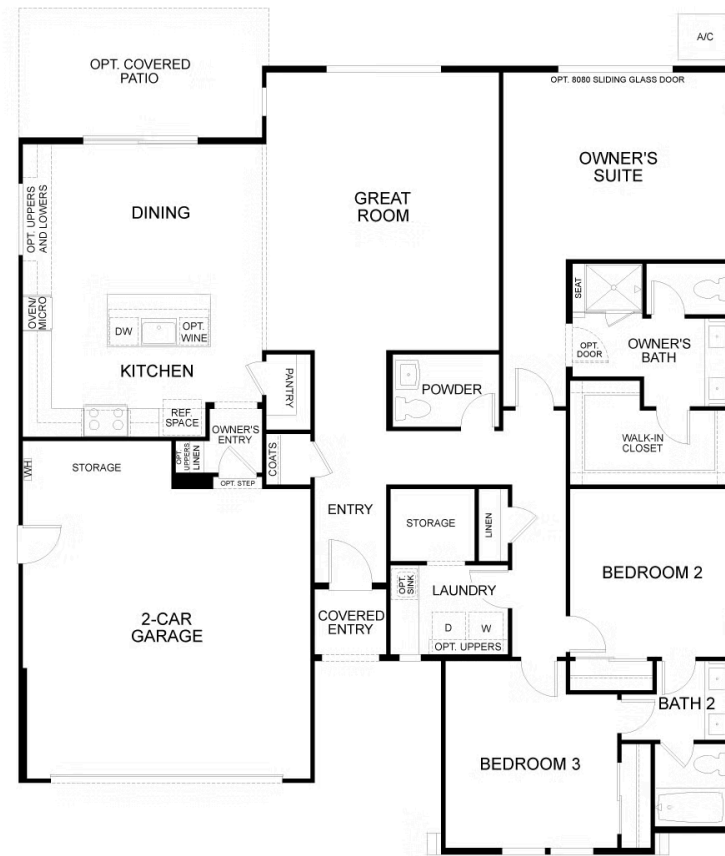 A/C
OPT. COVERED
PATIO
OPT. 8080 SLIDING GLASS DOOR
OWNER'S
SUITE
DINING
GREAT
ROOM
OPT. UPPERS
AND LOWERS
SEAT
OVEN/
MICRO
DW
OPT.
WINE
OPT.
DOOR
OWNER'S
BATH
KITCHEN
PANTRY
POWDER
REF.
SPACE
OWNER'S
ENTRY
WALK-IN
CLOSET
OPT.
UPPERS
LINEN
COATS
STORAGE
WH
OPT. STEP
ENTRY
STORAGE
LINEN
BEDROOM 2
OPT.
SINK
LAUNDRY
2-CAR
GARAGE
COVERED
ENTRY
D
W
OPT. UPPERS
BATH 2
BEDROOM 3